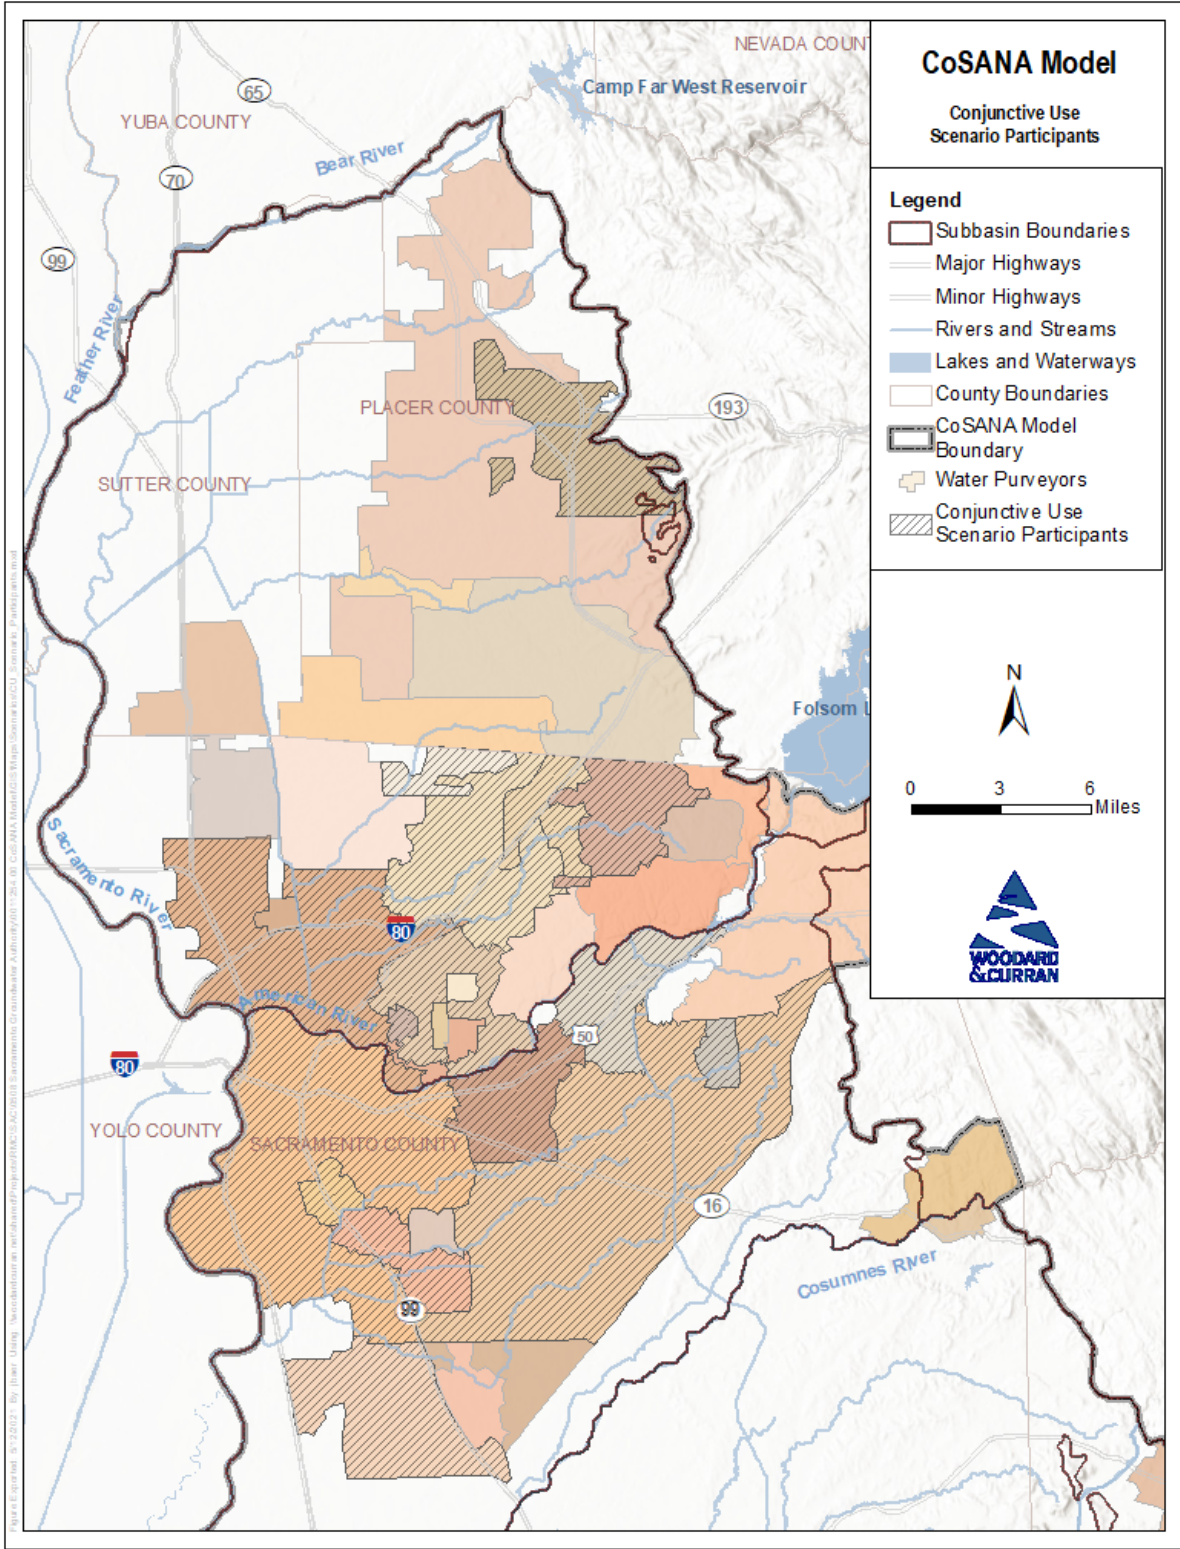 CoSANA Model
Conjunctive Use
Scenario Participants
Legend
Subbasin Boundaries
Major Highways
Minor Highways
Rivers and Streams
Lakes and Waterways
County Boundaries
CoSANA Model
Boundary
Water Purveyors
Conjunctive Use
Scenario Participants
N
0 3 6
Miles
WOODARD
&CURRAN
NEVADA COUN
Camp Far West Reservoir
65
YUBA COUNTY
Bear River
70
99
Feather River
PLACER COUNTY
193
SUTTER COUNTY
Folsom L
Sacramento River
80
American River
50
80
YOLO COUNTY
SACRAMENTO COUNTY
16
Cosumnes River
99